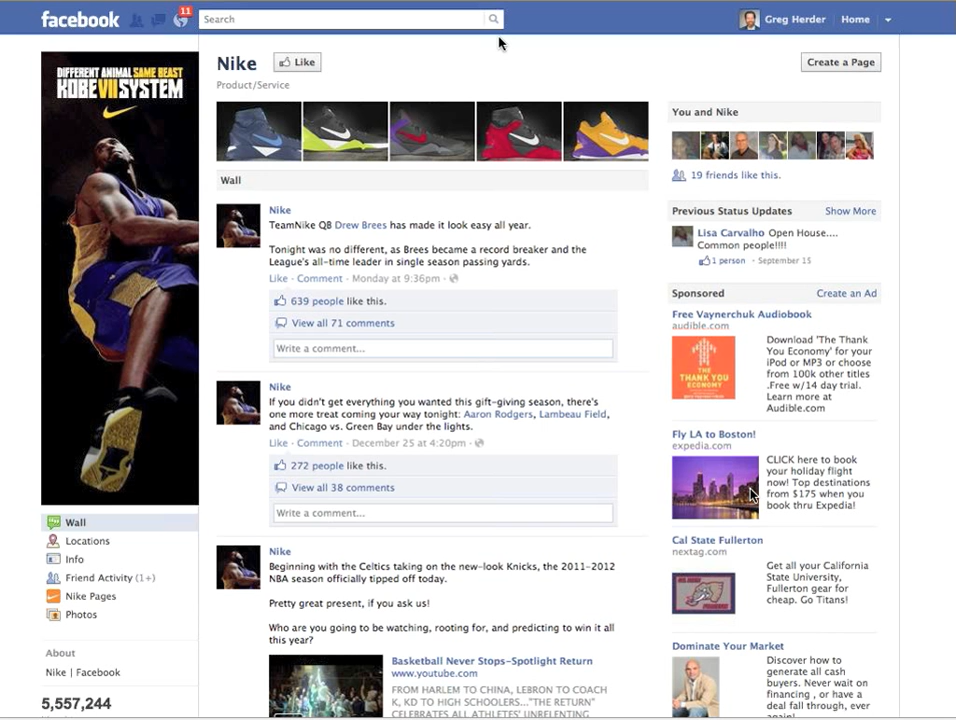 facebook
11
Search
Greg Herder
Home
DIFFERENT ANIMAL SAME BEAST
KOBE VII SYSTEM
Nike
Like
Create a Page
Product/Service
Wall
Nike
TeamNike QB Drew Brees has made it look easy all year.
Tonight was no different, as Brees became a record breaker and the
League's all-time leader in single season passing yards.
Like · Comment · Monday at 9:36pm ·
639 people like this.
View all 71 comments
Write a comment...
Nike
If you didn't get everything you wanted this gift-giving season, there's
one more treat coming your way tonight: Aaron Rodgers, Lambeau Field,
and Chicago vs. Green Bay under the lights.
Like · Comment · December 25 at 4:20pm ·
272 people like this.
View all 38 comments
Write a comment...
Nike
Beginning with the Celtics taking on the new-look Knicks, the 2011-2012
NBA season officially tipped off today.
Pretty great present, if you ask us!
Who are you going to be watching, rooting for, and predicting to win it all
this year?
Basketball Never Stops-Spotlight Return
www.youtube.com
FROM HARLEM TO CHINA, LEBRON TO COACH
K, KD TO HIGH SCHOOLERS..."THE RETURN"
CELEBRATES ALL ATHLETES' UNRELENTING
Wall
Locations
Info
Friend Activity (1+)
Nike Pages
Photos
About
Nike | Facebook
5,557,244
You and Nike
19 friends like this.
Previous Status Updates
Show More
Lisa Carvalho Open House....
Common people!!!!
1 person · September 15
Sponsored
Create an Ad
Free Vaynerchuk Audiobook
audible.com
THE
THANK
YOU
ECONOMY
Download 'The Thank
You Economy' for your
iPod or MP3 or choose
from 100k other titles
.Free w/14 day trial.
Learn more at
Audible.com
Fly LA to Boston!
expedia.com
CLICK here to book
your holiday flight
now! Top destinations
from $175 when you
book thru Expedia!
Cal State Fullerton
nextag.com
Get all your California
State University,
Fullerton gear for
cheap. Go Titans!
Dominate Your Market
Discover how to
generate all cash
buyers. Never wait on
financing , or have a
deal fall through, ever
again!